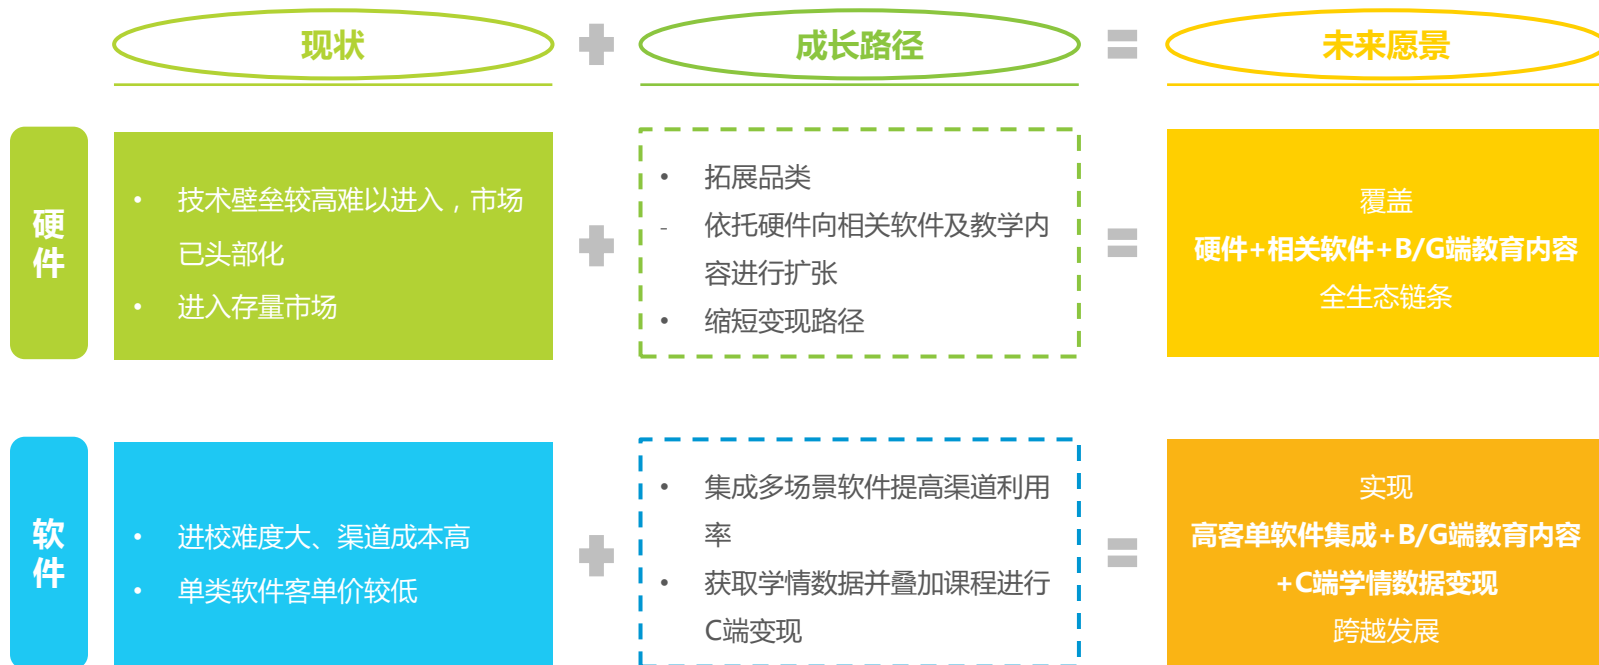 现状
成长路径
未来愿景
硬件
• 技术壁垒较高难以进入，市场
已头部化
• 进入存量市场
• 拓展品类
- 依托硬件向相关软件及教学内
容进行扩张
• 缩短变现路径
覆盖
硬件+相关软件+B/G端教育内容
全生态链条
软件
• 进校难度大、渠道成本高
• 单类软件客单价较低
• 集成多场景软件提高渠道利用
率
• 获取学情数据并叠加课程进行
C端变现
实现
高客单软件集成+B/G端教育内容
+C端学情数据变现
跨越发展